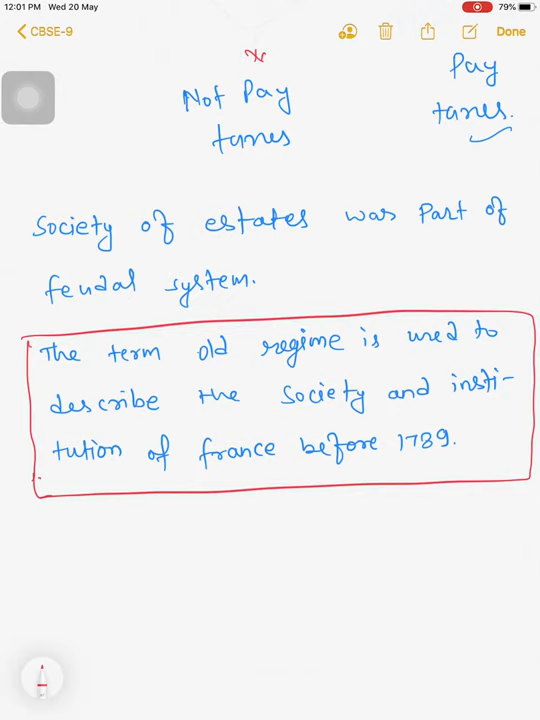 12:01 PM Wed 20 May 79%
CBSE-9 Done
Not Pay Pay
taxes taxes.
Society of estates was part of
feudal system.
The term old regime is used to
describe the society and insti-
tution of france before 1789.